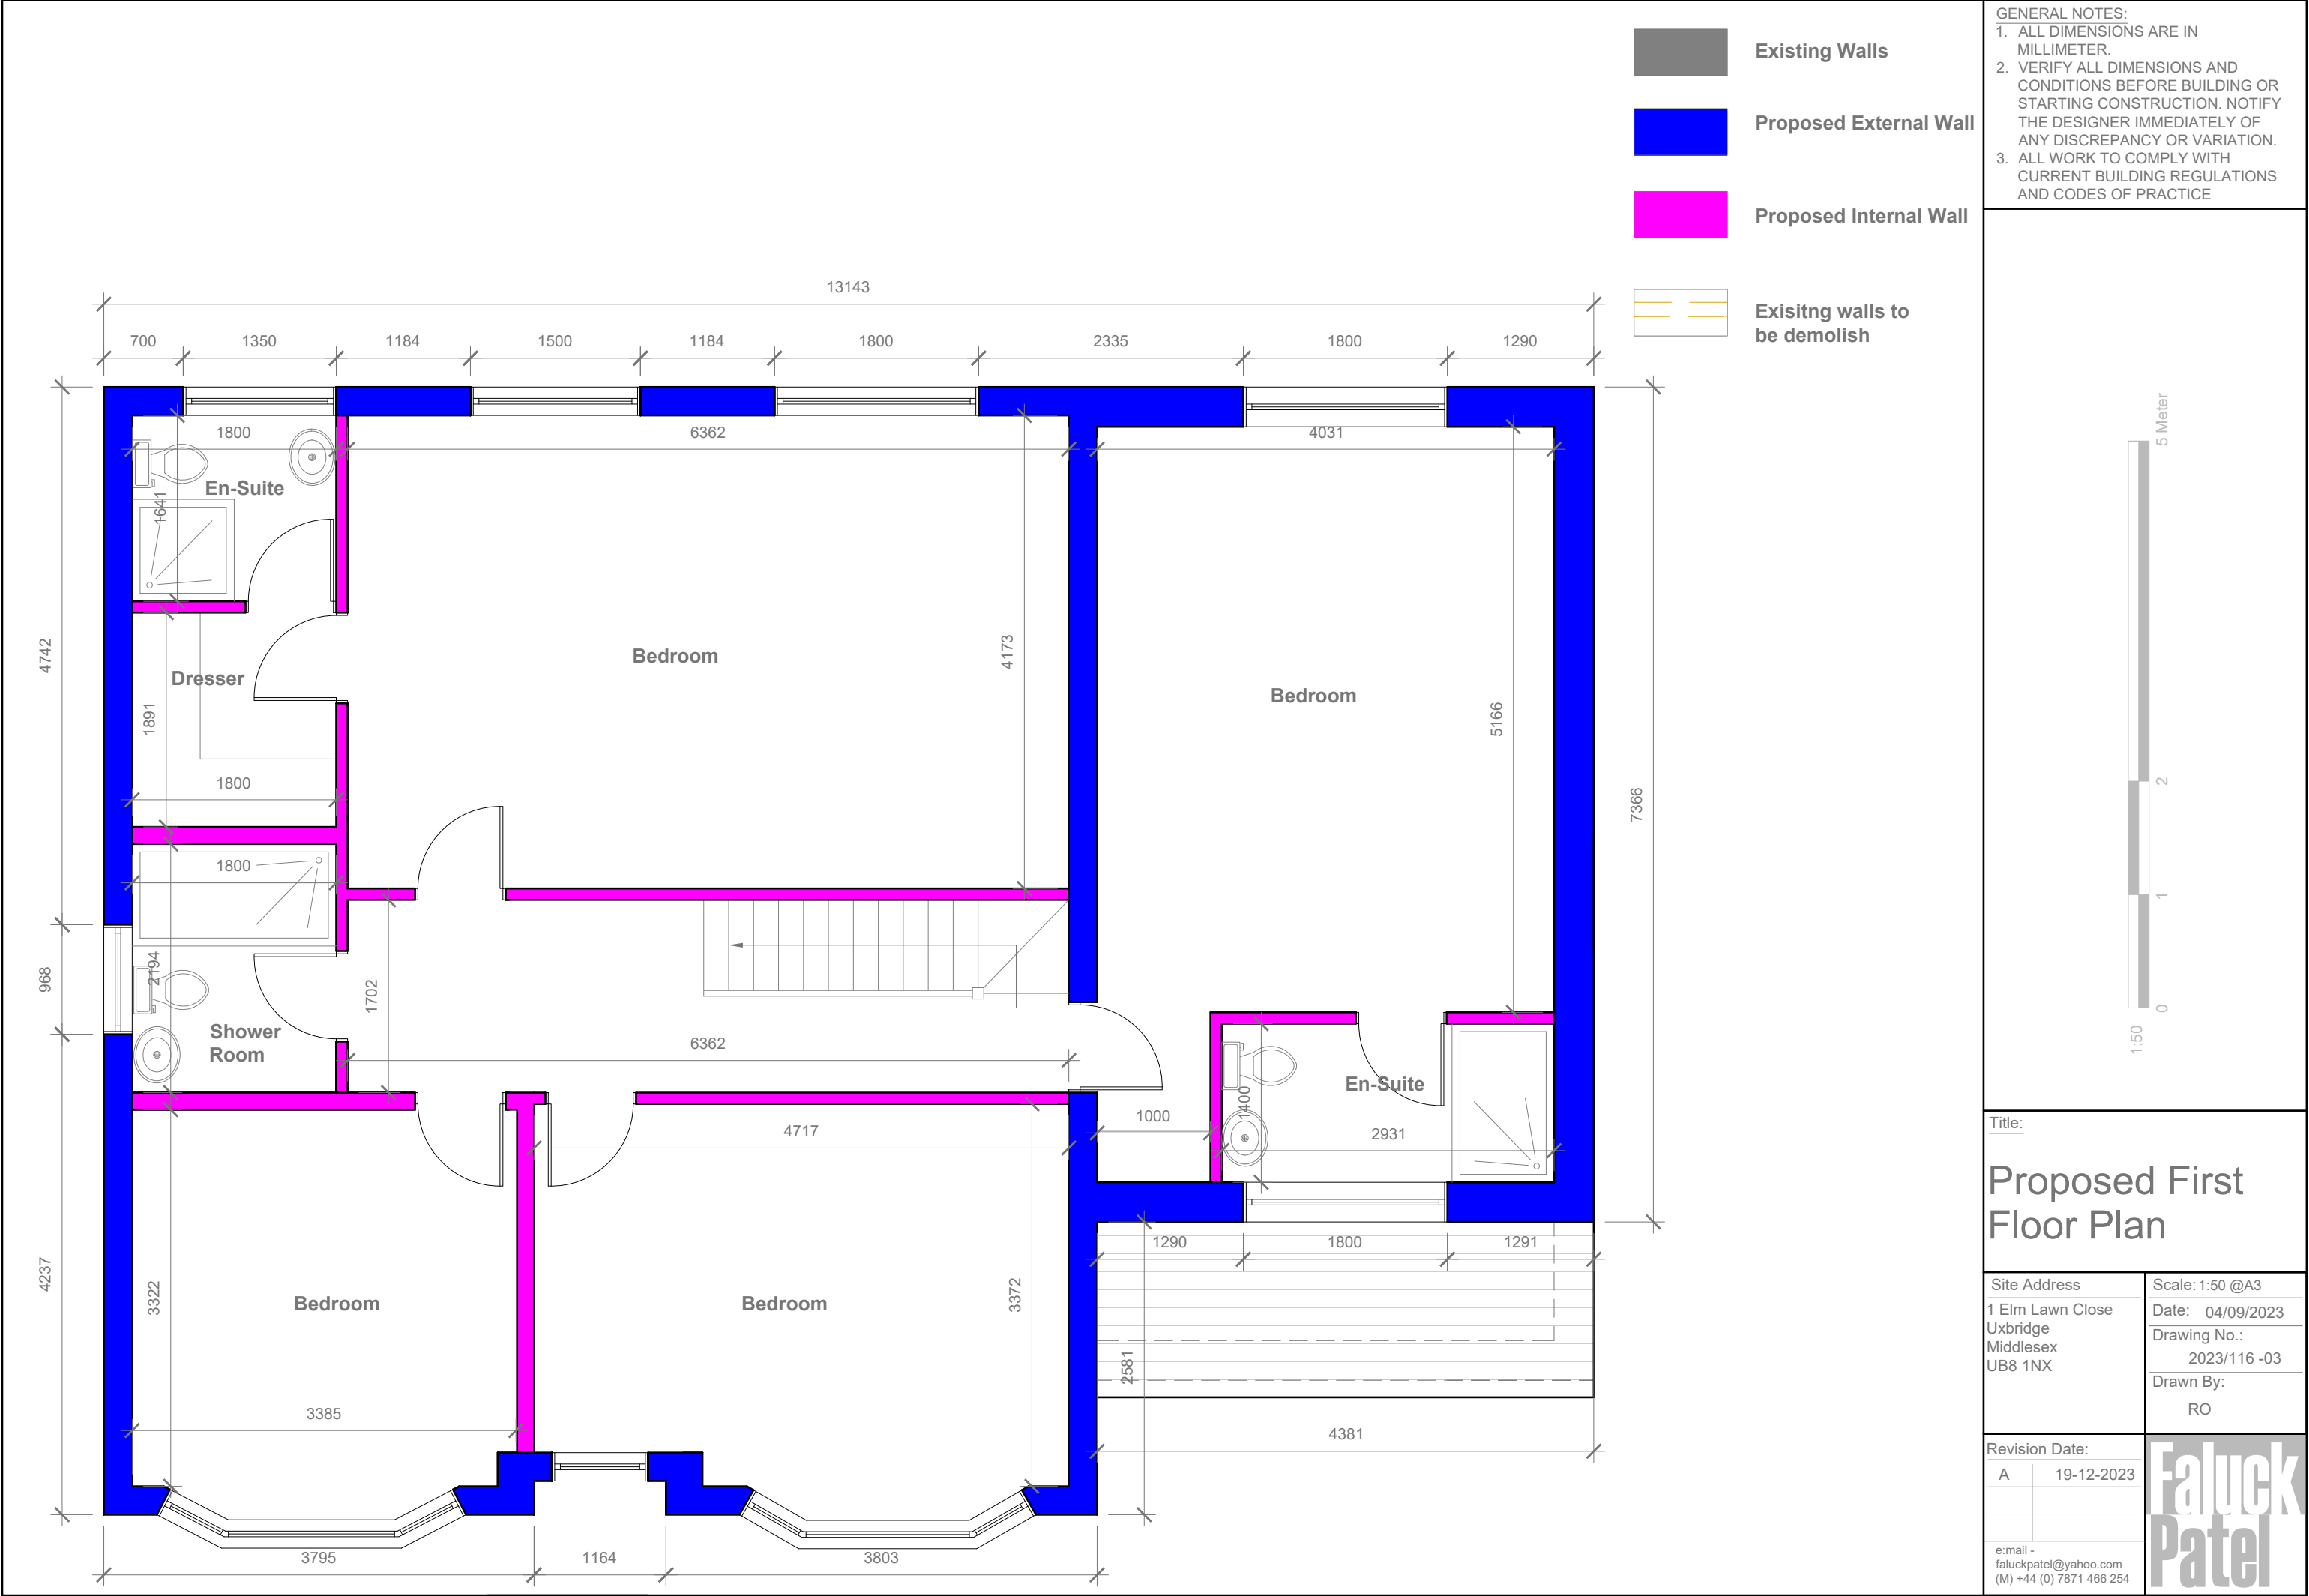 Existing Walls
Proposed External Wall
Proposed Internal Wall
Exisitng walls to
be demolish
13143
700
1350
1184
1500
1184
1800
2335
1800
1290
1800
6362
4031
En-Suite
1641
4742
Dresser
1891
1800
Bedroom
4173
Bedroom
5166
7366
1800
968
2194
Shower
Room
1702
6362
En-Suite
1400
1000
2931
4717
4237
3322
Bedroom
3385
Bedroom
3372
1290
1800
1291
2581
4381
3795
1164
3803
GENERAL NOTES:
1. ALL DIMENSIONS ARE IN
MILLIMETER.
2. VERIFY ALL DIMENSIONS AND
CONDITIONS BEFORE BUILDING OR
STARTING CONSTRUCTION. NOTIFY
THE DESIGNER IMMEDIATELY OF
ANY DISCREPANCY OR VARIATION.
3. ALL WORK TO COMPLY WITH
CURRENT BUILDING REGULATIONS
AND CODES OF PRACTICE
5 Meter
2
1
0
1:50
Title:
Proposed First
Floor Plan
Site Address
1 Elm Lawn Close
Uxbridge
Middlesex
UB8 1NX
Scale: 1:50 @A3
Date: 04/09/2023
Drawing No.:
2023/116 -03
Drawn By:
RO
Revision Date:
A 19-12-2023
e:mail -
faluckpatel@yahoo.com
(M) +44 (0) 7871 466 254
Faluck
Patel